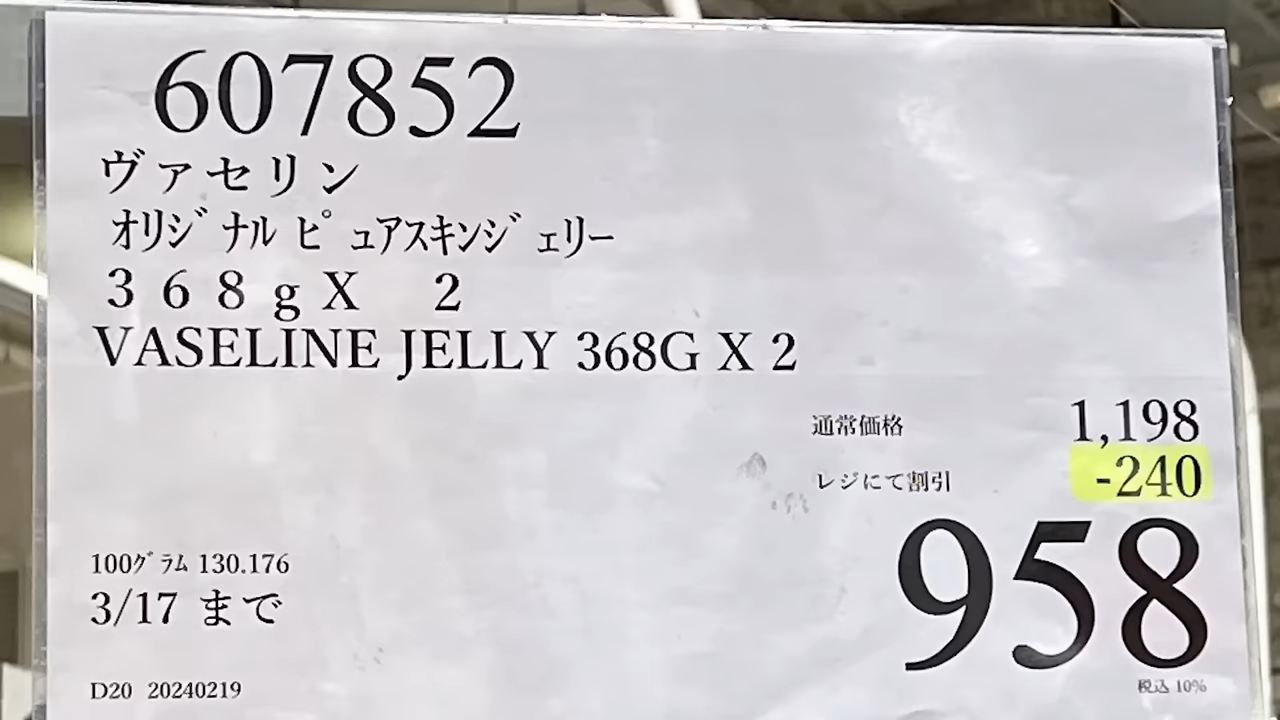 607852
ヴァセリン
オリジナル ピュアスキンジェリー
３６８ｇＸ　２
VASELINE JELLY 368G X 2
通常価格 1,198
レジにて割引 -240
958
100グラム 130.176
3/17 まで
税込 10%
D20 20240219